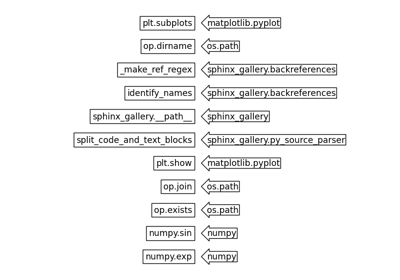 plt.subplots matplotlib.pyplot
op.dirname os.path
_make_ref_regex sphinx_gallery.backreferences
identify_names sphinx_gallery.backreferences
sphinx_gallery.__path__ sphinx_gallery
split_code_and_text_blocks sphinx_gallery.py_source_parser
plt.show matplotlib.pyplot
op.join os.path
op.exists os.path
numpy.sin numpy
numpy.exp numpy